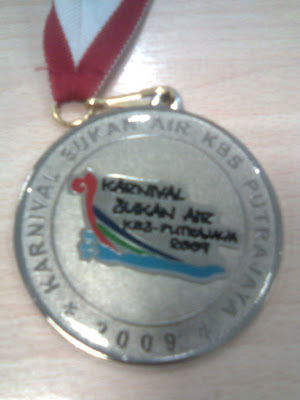 KARNIVAL SUKAN AIR KBS PUTRAJAYA
* 2009 *
KARNIVAL
SUKAN AIR
KBS-PUTRAJAYA
2009